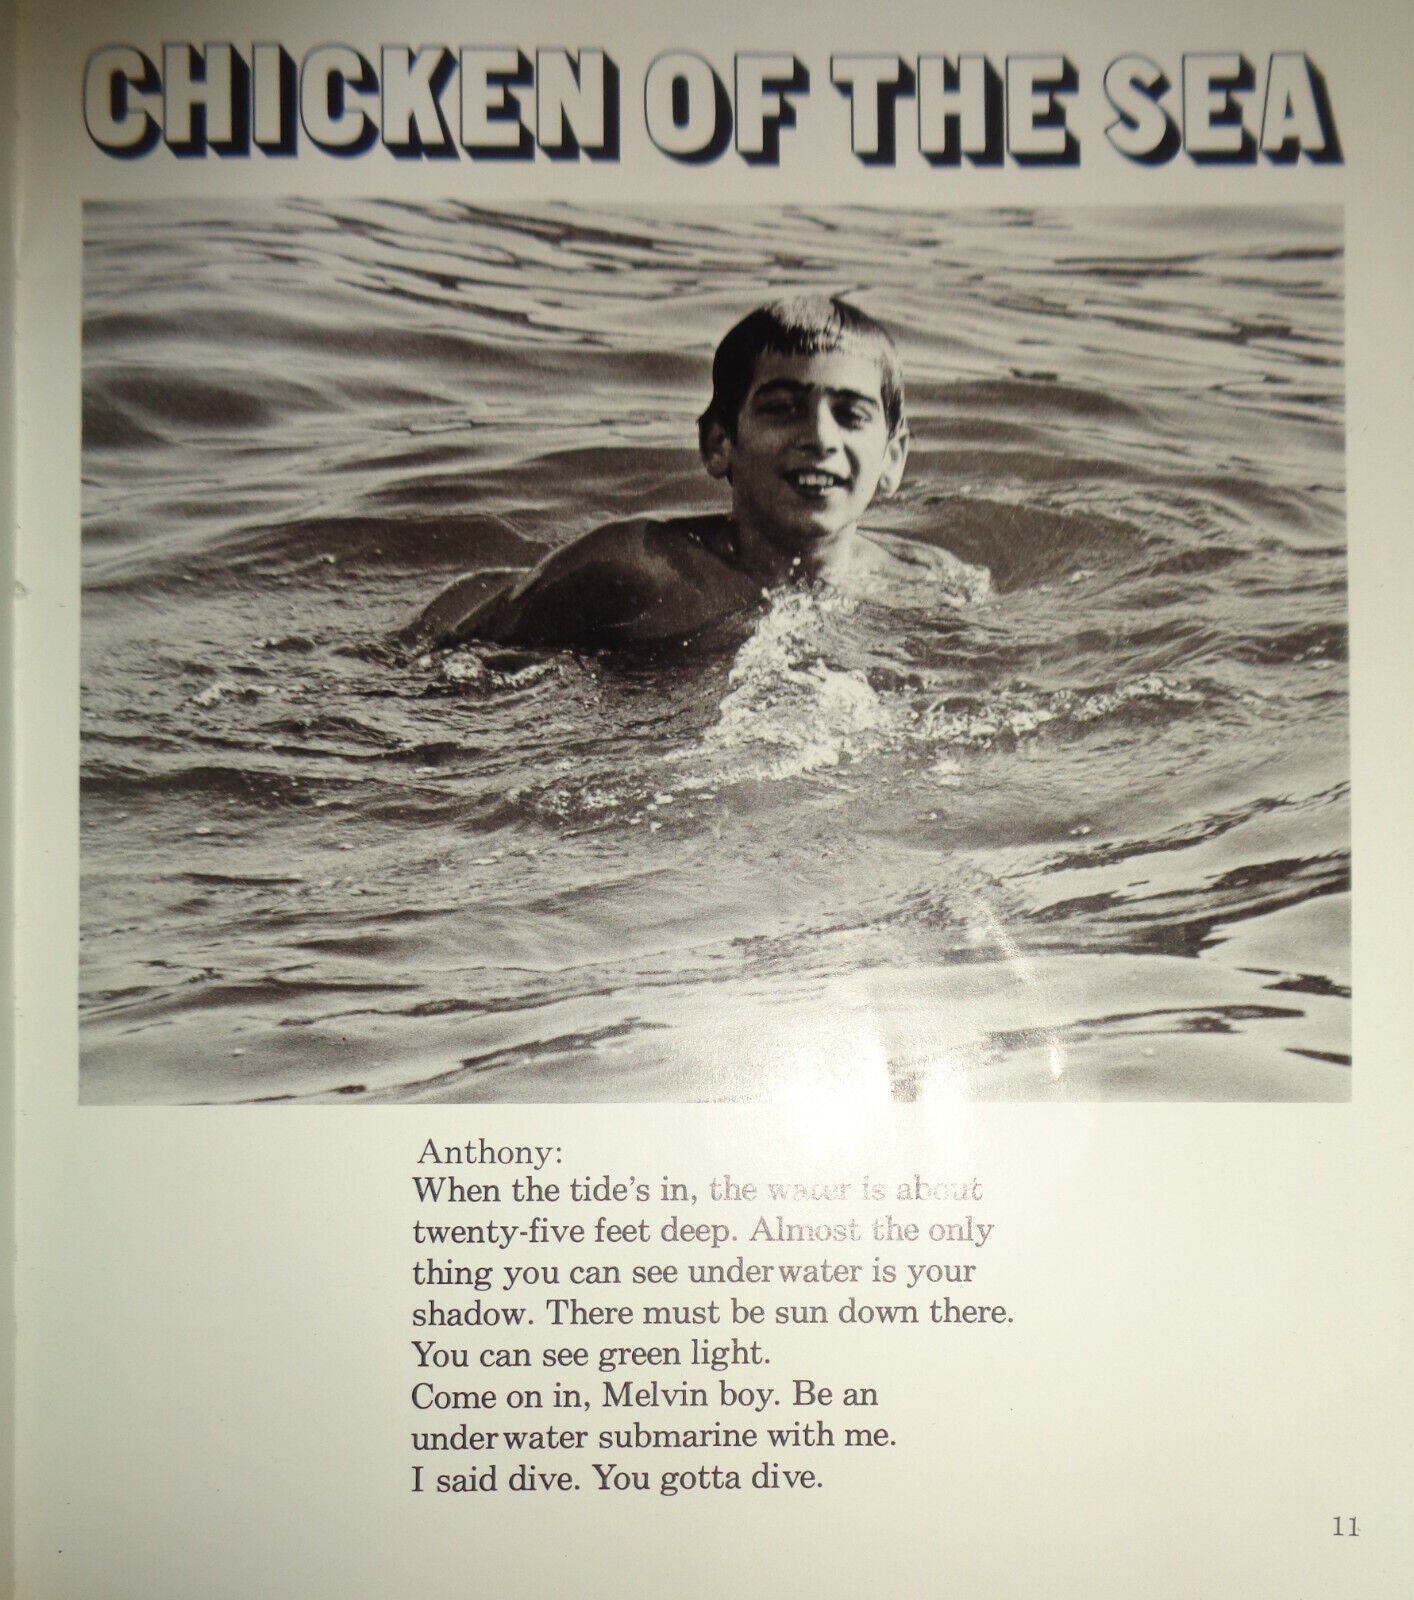 CHICKEN OF THE SEA
Anthony:
When the tide's in, the water is about
twenty-five feet deep. Almost the only
thing you can see underwater is your
shadow. There must be sun down there.
You can see green light.
Come on in, Melvin boy. Be an
underwater submarine with me.
I said dive. You gotta dive.
11